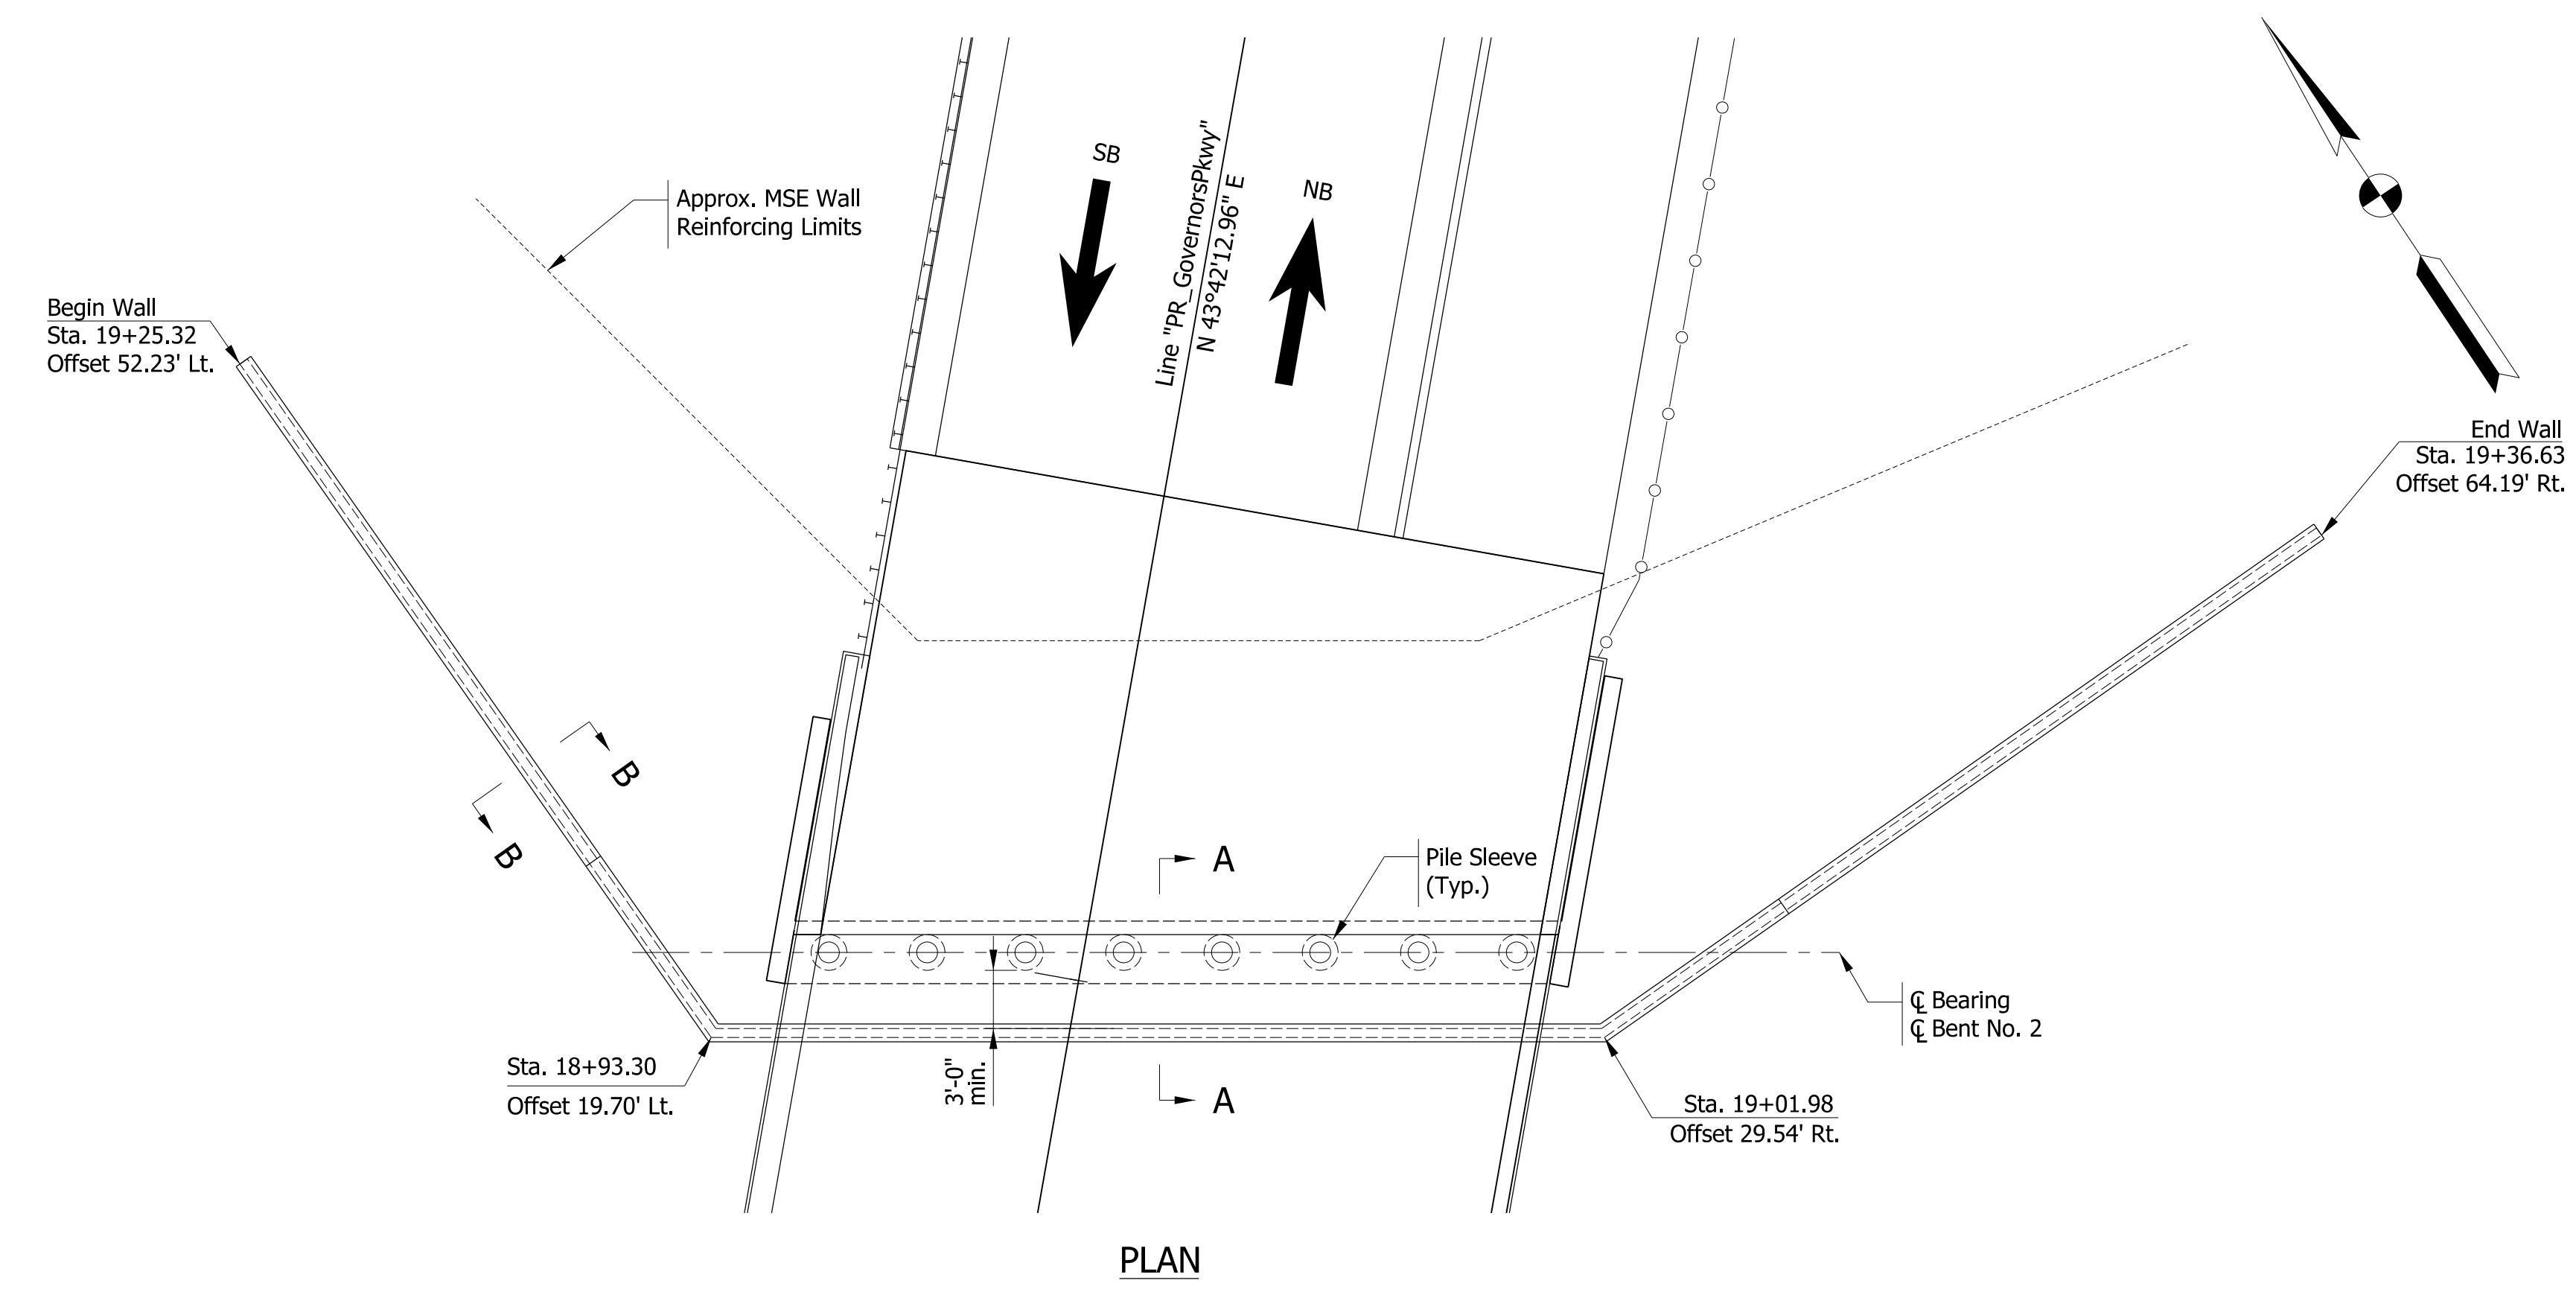 SB
NB
Line "PR_GovernorsPkwy"
N 43°42'12.96" E
Approx. MSE Wall
Reinforcing Limits
Begin Wall
Sta. 19+25.32
Offset 52.23' Lt.
End Wall
Sta. 19+36.63
Offset 64.19' Rt.
B
B
A
Pile Sleeve
(Typ.)
℄ Bearing
℄ Bent No. 2
Sta. 18+93.30
Offset 19.70' Lt.
3'-0"
min.
A
Sta. 19+01.98
Offset 29.54' Rt.
PLAN